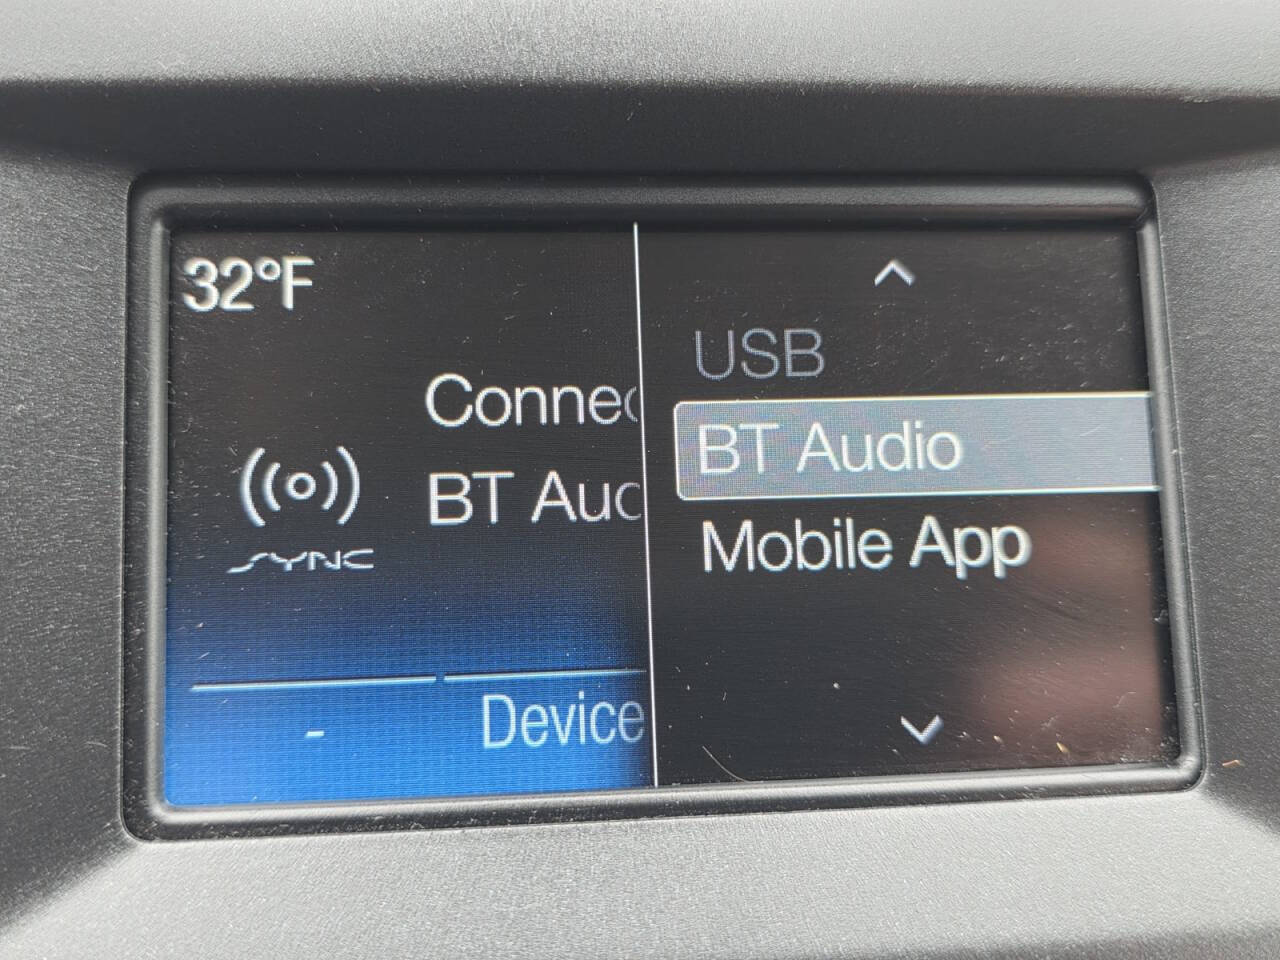 32°F
Connec
BT Auc
SYNC
-
Device
USB
BT Audio
Mobile App